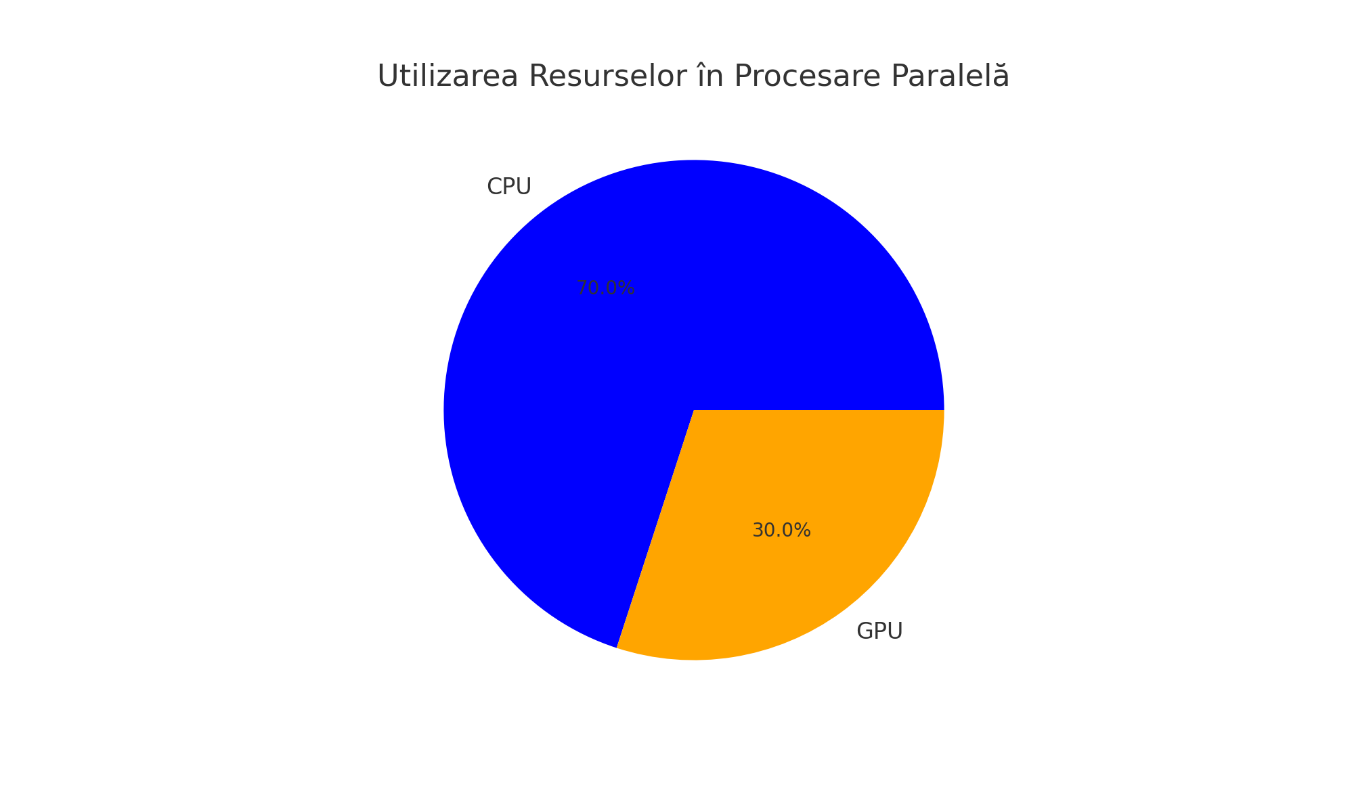 Utilizarea Resurselor în Procesare Paralelă
CPU
70.0%
30.0%
GPU